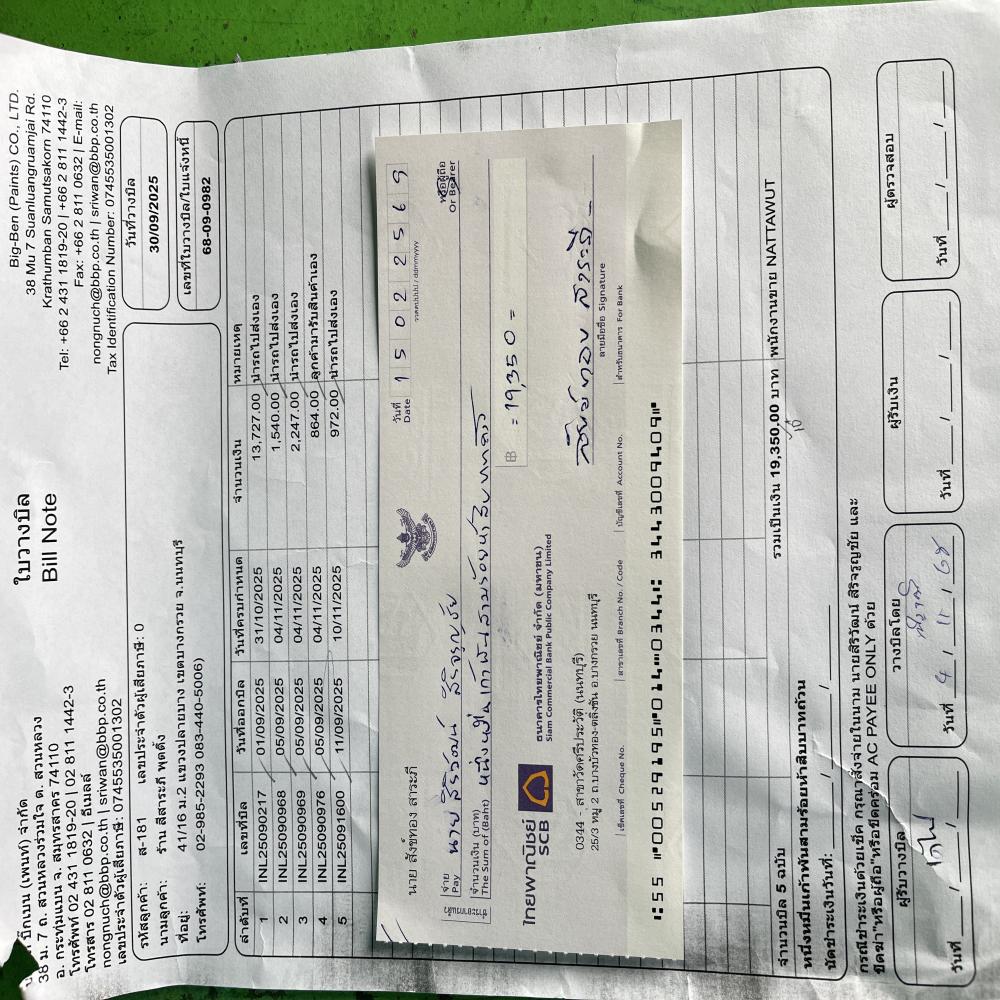 ใบวางบิล
Bill Note
บิ๊กเบน (เพนท์) จำกัด
38 ม. 7 ถ. สวนหลวงร่วมใจ ต. สวนหลวง
อ. กระทุ่มแบน จ. สมุทรสาคร 74110
โทรศัพท์ 02 431 1819-20 | 02 811 1442-3
โทรสาร 02 811 0632 | อีเมลล์
nongnuch@bbp.co.th | sriwan@bbp.co.th
เลขประจำตัวผู้เสียภาษี: 0745535001302
Big-Ben (Paints) CO., LTD.
38 Mu 7 Suanluangruamjai Rd.
Krathumban Samutsakorn 74110
Tel: +66 2 431 1819-20 | +66 2 811 1442-3
Fax: +66 2 811 0632 | E-mail:
nongnuch@bbp.co.th | sriwan@bbp.co.th
Tax Identification Number: 0745535001302
รหัสลูกค้า: ส-181 เลขประจำตัวผู้เสียภาษี: 0
นามลูกค้า: ร้าน สีสาระภี พุดดิ้ง
ที่อยู่: 41/16 ม.2 แขวงปลายบาง เขตบางกรวย จ.นนทบุรี
โทรศัพท์: 02-985-2293 083-440-5006)
วันที่วางบิล
30/09/2025
เลขที่ใบวางบิล/ใบแจ้งหนี้
68-09-0982
ลำดับที่ เลขที่บิล วันที่ออกบิล วันที่ครบกำหนด จำนวนเงิน หมายเหตุ
1 INL25090217 01/09/2025 31/10/2025 13,727.00 นำรถไปส่งเอง
2 INL25090968 05/09/2025 04/11/2025 1,540.00 นำรถไปส่งเอง
3 INL25090969 05/09/2025 04/11/2025 2,247.00 นำรถไปส่งเอง
4 INL25090976 05/09/2025 04/11/2025 864.00 ลูกค้ามารับสินค้าเอง
5 INL25091600 11/09/2025 10/11/2025 972.00 นำรถไปส่งเอง
นาย สังข์ทอง สาระภี
วันที่
Date 15022569
ววดดปปปป / ddmmyyyy
จ่าย
Pay นาย สิริวัฒน์ สิริจรูญชัย
หรือผู้ถือ
Or Bearer
จำนวนเงิน (บาท)
The Sum of (Baht) หนึ่งหมื่นเก้าพันสามร้อยห้าสิบบาทถ้วน
฿ = 19,350 =
ไทยพาณิชย์
SCB
ธนาคารไทยพาณิชย์ จำกัด (มหาชน)
Siam Commercial Bank Public Company Limited
0344 - สาขาวัดศรีประวัติ (นนทบุรี)
25/3 หมู่ 2 ถ.บางบัวทอง-ตลิ่งชัน อ.บางกรวย นนทบุรี
สังข์ทอง สาระภี
ลายมือชื่อ Signature
เช็คเลขที่ Cheque No. สาขาเลขที่ Branch No. / Code บัญชีเลขที่ Account No. สำหรับธนาคาร For Bank
จำนวนบิล 5 ฉบับ รวมเป็นเงิน 19,350.00 บาท พนักงานขาย NATTAWUT
หนึ่งหมื่นเก้าพันสามร้อยห้าสิบบาทถ้วน
นัดชำระเงินวันที่: / /
กรณีชำระเงินด้วยเช็ค กรุณาสั่งจ่ายในนาม นายสิริวัฒน์ สิริจรูญชัย และ
ขีดฆ่า"หรือผู้ถือ"หรือขีดคร่อม AC PAYEE ONLY ด้วย
ผู้รับวางบิล วางบิลโดย ผู้รับเงิน ผู้ตรวจสอบ
วันที่ / / วันที่ 4 / 11 / 68 วันที่ / / วันที่ / /